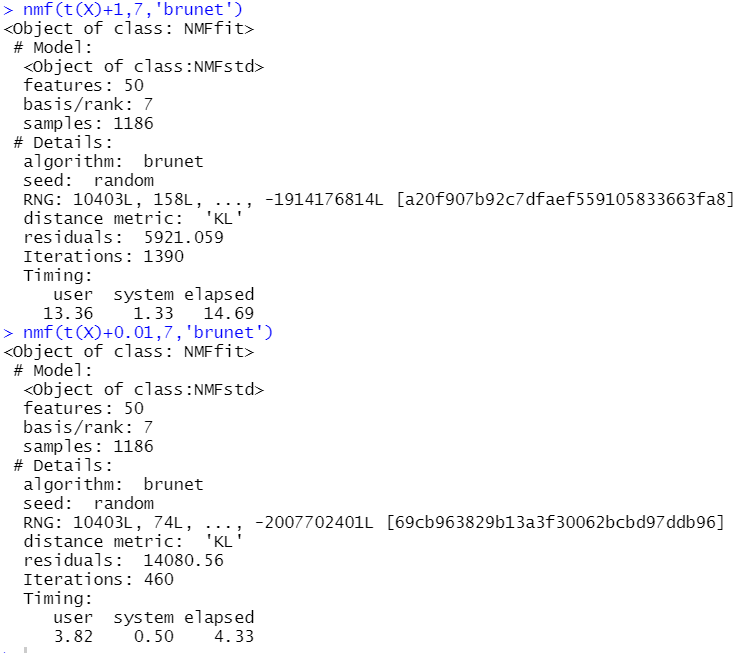 > nmf(t(X)+1,7,'brunet')
<Object of class: NMFfit>
# Model:
<Object of class:NMFstd>
features: 50
basis/rank: 7
samples: 1186
# Details:
algorithm:  brunet
seed:  random
RNG: 10403L, 158L, ..., -1914176814L [a20f907b92c7dfaef559105833663fa8]
distance metric:  'KL'
residuals:  5921.059
Iterations: 1390
Timing:
user  system elapsed
13.36    1.33   14.69
> nmf(t(X)+0.01,7,'brunet')
<Object of class: NMFfit>
# Model:
<Object of class:NMFstd>
features: 50
basis/rank: 7
samples: 1186
# Details:
algorithm:  brunet
seed:  random
RNG: 10403L, 74L, ..., -2007702401L [69cb963829b13a3f30062bcbd97ddb96]
distance metric:  'KL'
residuals:  14080.56
Iterations: 460
Timing:
user  system elapsed
3.82    0.50    4.33